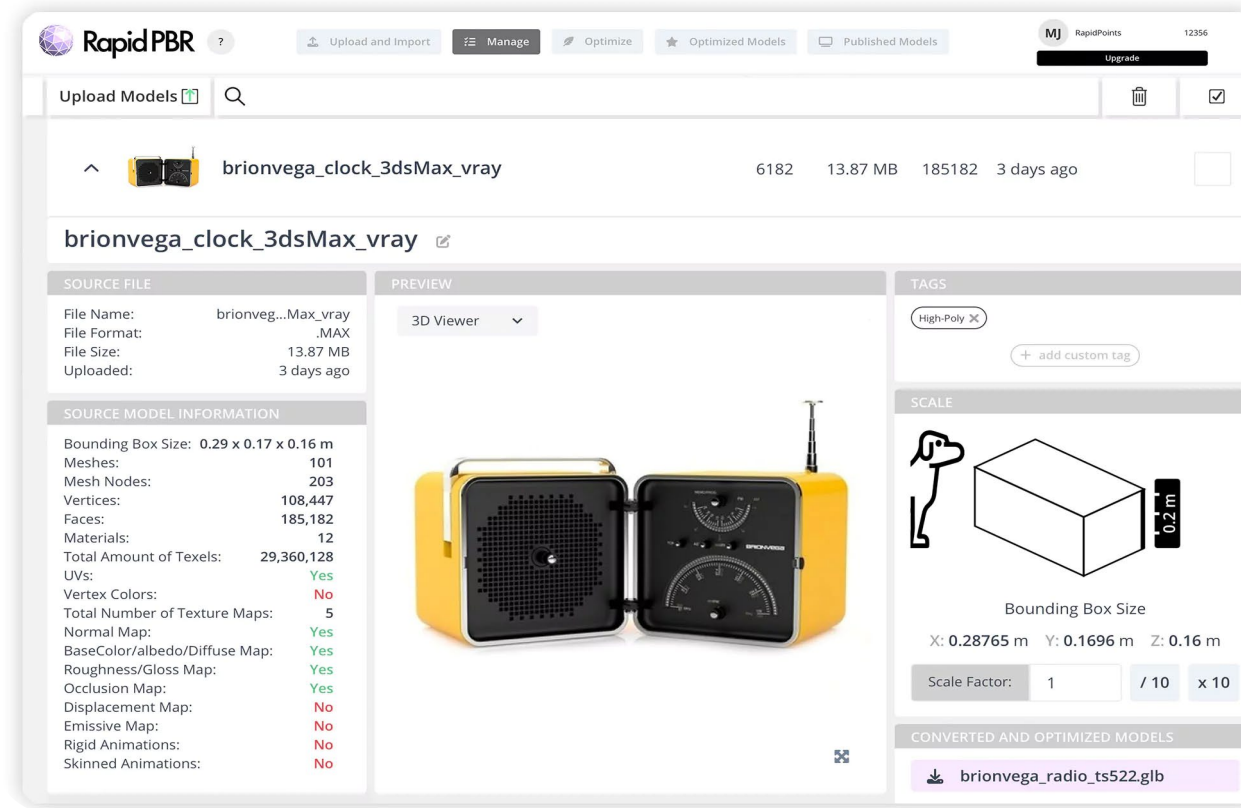 Rapid PBR ? Upload and Import Manage Optimize Optimized Models Published Models MJ RapidPoints 12356
Upgrade
Upload Models
brionvega_clock_3dsMax_vray 6182 13.87 MB 185182 3 days ago
brionvega_clock_3dsMax_vray
SOURCE FILE
File Name: brionveg...Max_vray
File Format: .MAX
File Size: 13.87 MB
Uploaded: 3 days ago
SOURCE MODEL INFORMATION
Bounding Box Size: 0.29 x 0.17 x 0.16 m
Meshes: 101
Mesh Nodes: 203
Vertices: 108,447
Faces: 185,182
Materials: 12
Total Amount of Texels: 29,360,128
UVs: Yes
Vertex Colors: No
Total Number of Texture Maps: 5
Normal Map: Yes
BaseColor/albedo/Diffuse Map: Yes
Roughness/Gloss Map: Yes
Occlusion Map: Yes
Displacement Map: No
Emissive Map: No
Rigid Animations: No
Skinned Animations: No
PREVIEW
3D Viewer
BRIONVEGA
TAGS
High-Poly
+ add custom tag
SCALE
0.2 m
Bounding Box Size
X: 0.28765 m Y: 0.1696 m Z: 0.16 m
Scale Factor: 1 / 10 x 10
CONVERTED AND OPTIMIZED MODELS
brionvega_radio_ts522.glb